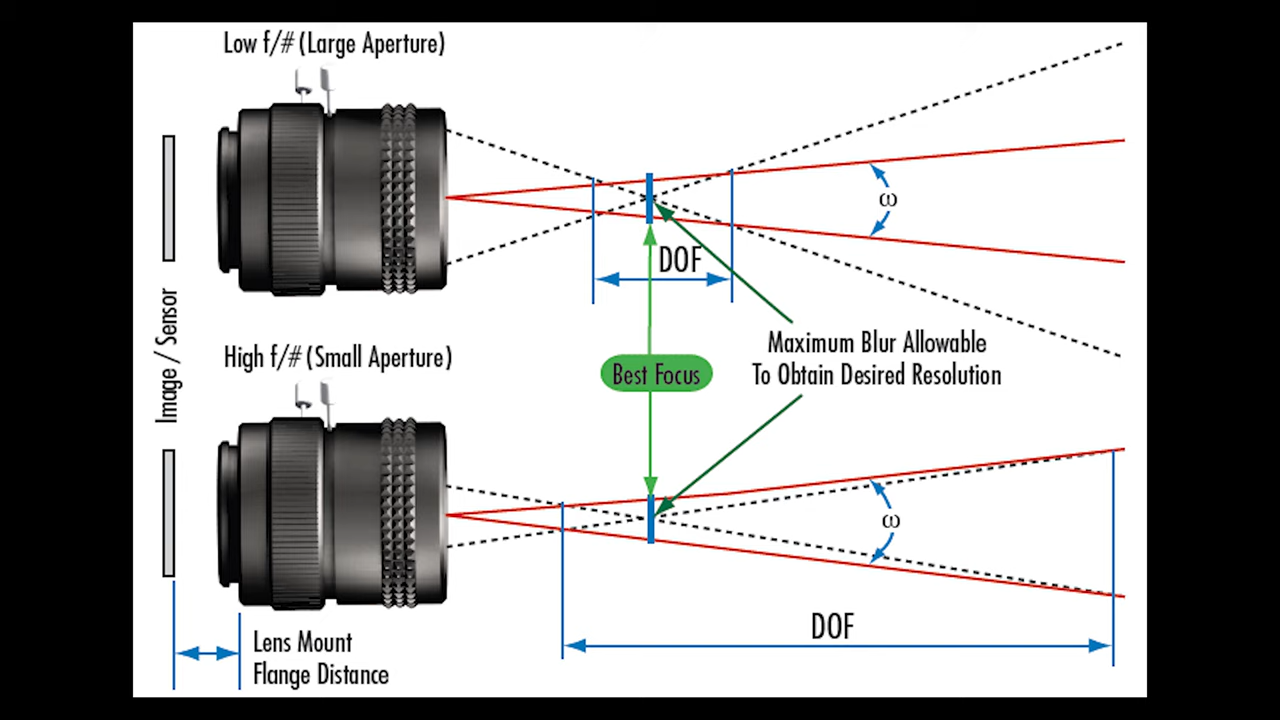 Low f/# (Large Aperture)
ω
DOF
Image / Sensor
Maximum Blur Allowable
To Obtain Desired Resolution
High f/# (Small Aperture)
Best Focus
ω
DOF
Lens Mount
Flange Distance